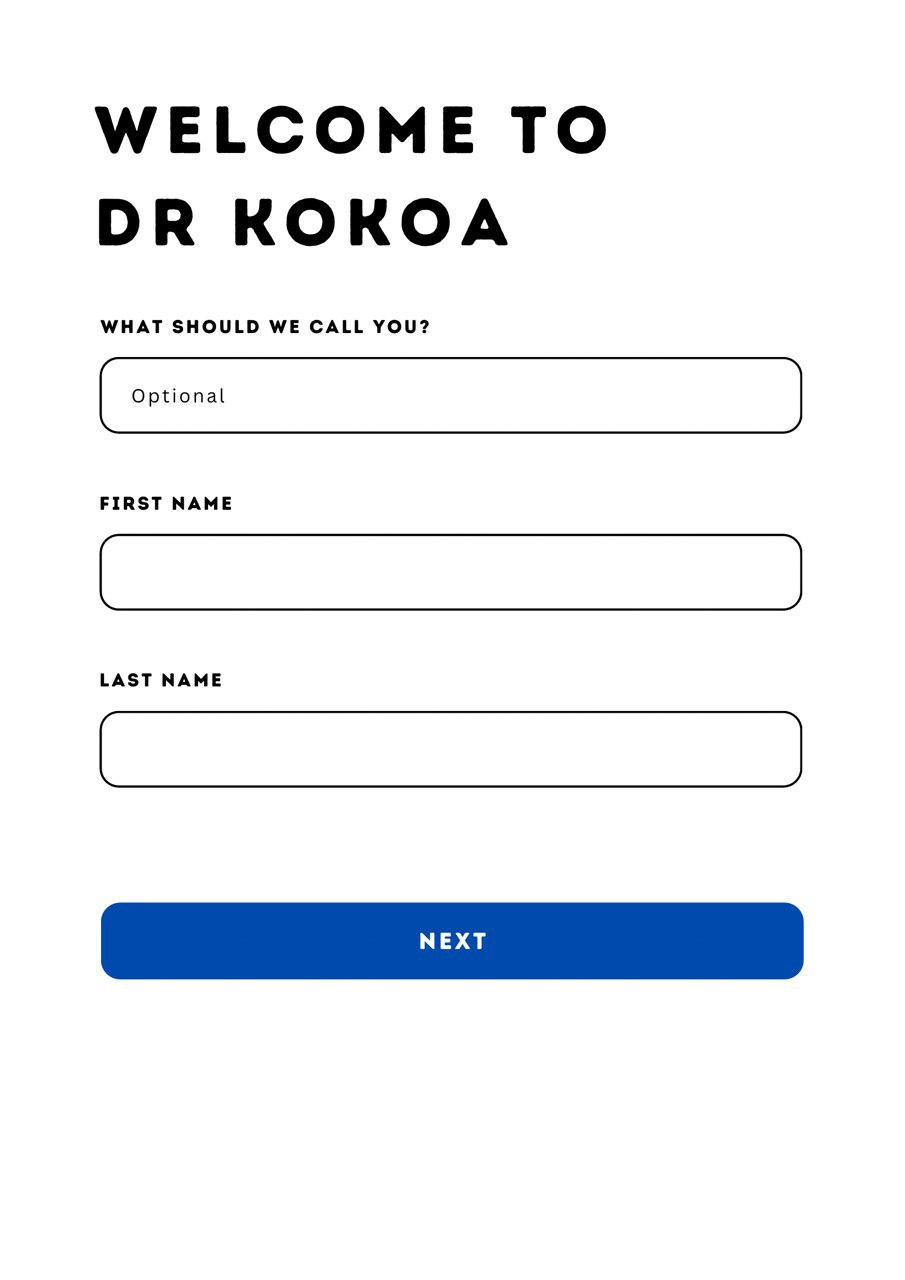 WELCOME TO
DR KOKOA
WHAT SHOULD WE CALL YOU?
Optional
FIRST NAME
LAST NAME
NEXT